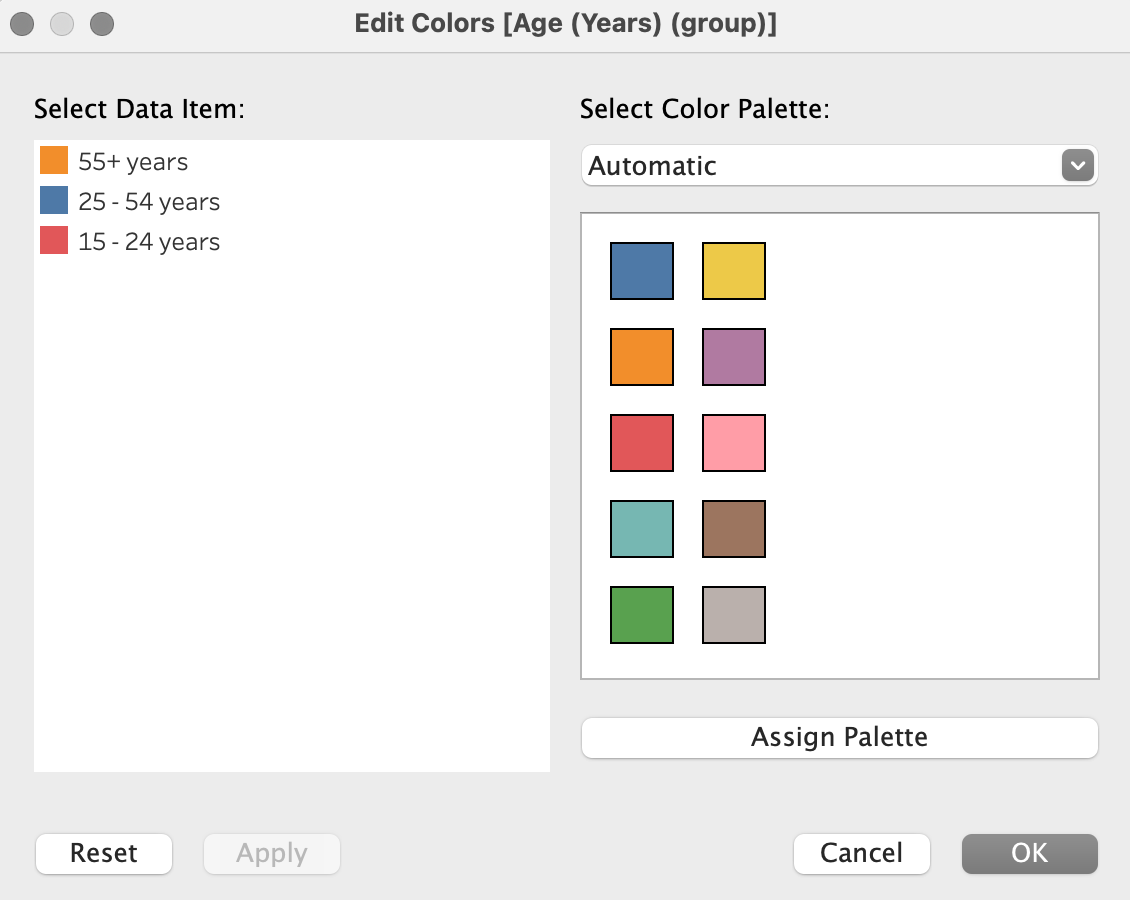 Edit Colors [Age (Years) (group)]
Select Data Item:
55+ years
25 - 54 years
15 - 24 years
Select Color Palette:
Automatic
Assign Palette
Reset
Apply
Cancel
OK